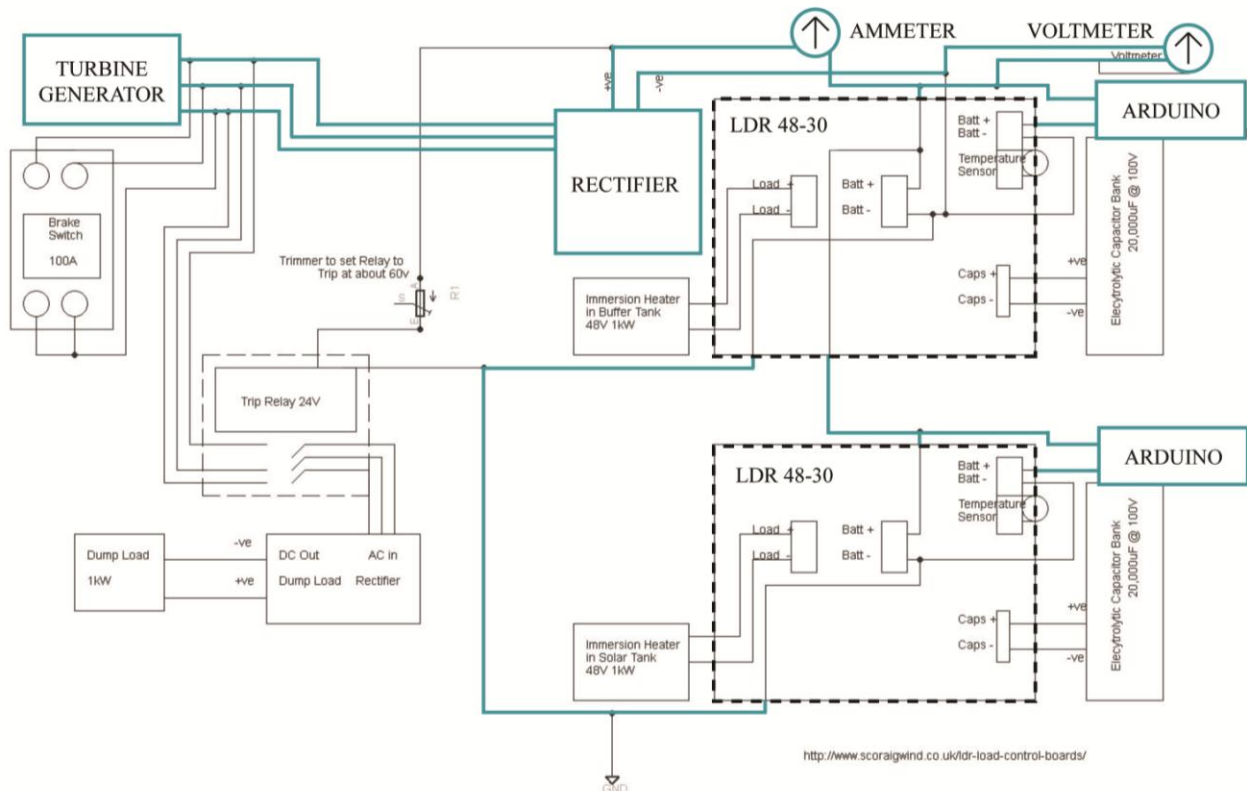 AMMETER
VOLTMETER
Voltmeter
TURBINE
GENERATOR
+ve
-ve
LDR 48-30
Batt +
Batt -
ARDUINO
Temperature
Sensor
RECTIFIER
Load +
Load -
Batt +
Batt -
Brake
Switch
100A
Trimmer to set Relay to
Trip at about 60v
A
S
E
R1
Immersion Heater
in Buffer Tank
48V 1kW
Caps +
Caps -
+ve
-ve
Elecytrolytic Capacitor Bank
20,000uF @ 100V
Trip Relay 24V
LDR 48-30
Batt +
Batt -
ARDUINO
Temperature
Sensor
Load +
Load -
Batt +
Batt -
Dump Load
1kW
-ve
+ve
DC Out
AC in
Dump Load
Rectifier
Immersion Heater
in Solar Tank
48V 1kW
Caps +
Caps -
+ve
-ve
Elecytrolytic Capacitor Bank
20,000uF @ 100V
http://www.scoraigwind.co.uk/ldr-load-control-boards/
GND